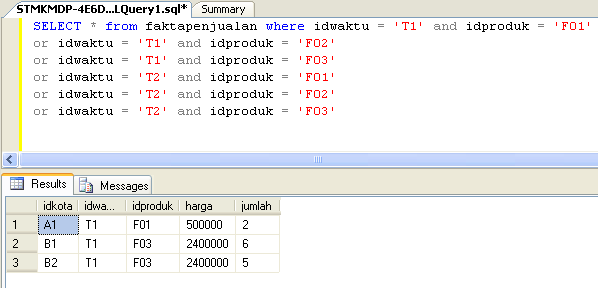 STMKMDP-4E6D...LQuery1.sql* Summary
SELECT * from faktapenjualan where idwaktu = 'T1' and idproduk = 'F01'
or idwaktu = 'T1' and idproduk = 'F02'
or idwaktu = 'T1' and idproduk = 'F03'
or idwaktu = 'T2' and idproduk = 'F01'
or idwaktu = 'T2' and idproduk = 'F02'
or idwaktu = 'T2' and idproduk = 'F03'
Results Messages
idkota idwa... idproduk harga jumlah
1 A1 T1 F01 500000 2
2 B1 T1 F03 2400000 6
3 B2 T1 F03 2400000 5